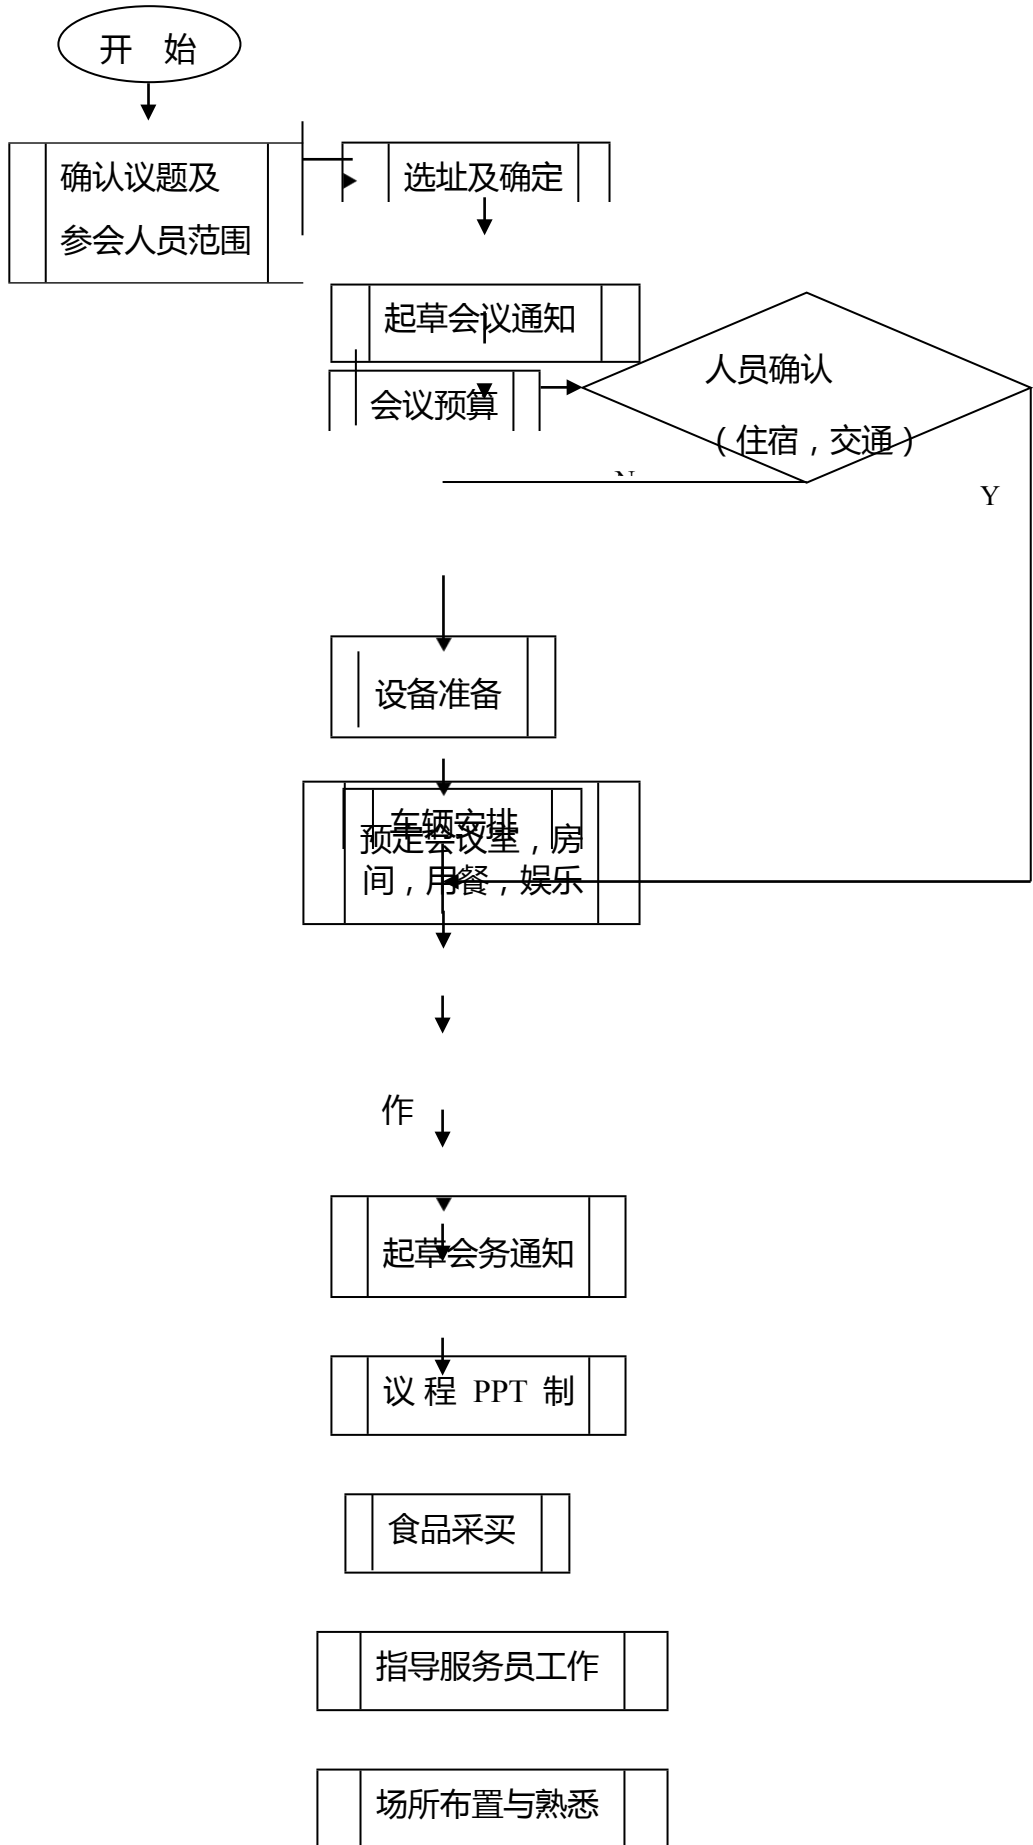 开 始
确认议题及
参会人员范围
选址及确定
起草会议通知
会议预算
人员确认
（住宿，交通）
N
Y
设备准备
车辆安排
预定会议室，房
间，用餐，娱乐
作
起草会务通知
议 程 PPT 制
食品采买
指导服务员工作
场所布置与熟悉